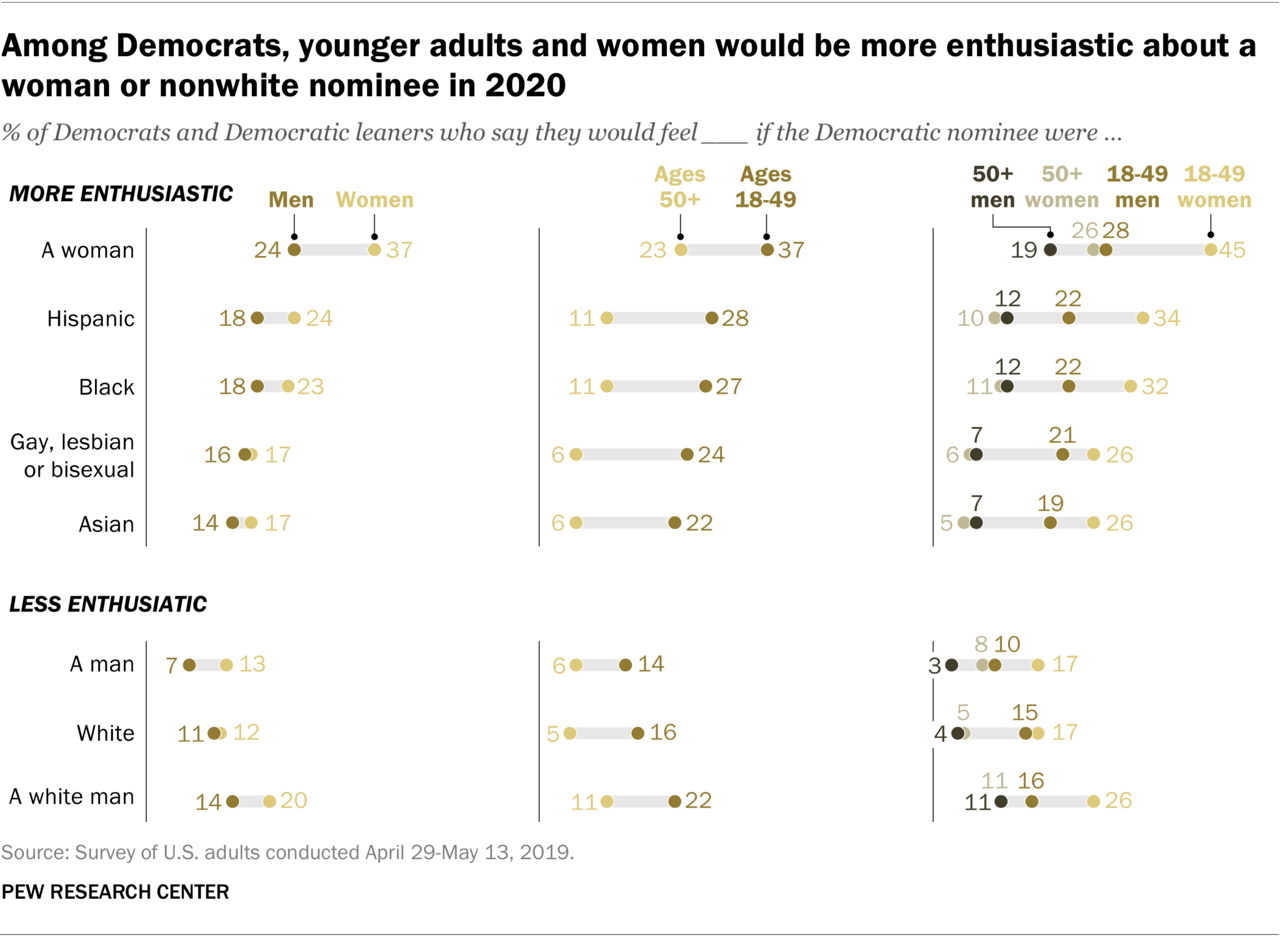 Among Democrats, younger adults and women would be more enthusiastic about a
woman or nonwhite nominee in 2020
% of Democrats and Democratic leaners who say they would feel ___ if the Democratic nominee were ...
MORE ENTHUSIASTIC
Men Women
Ages 50+
Ages 18-49
50+ men
50+ women
18-49 men
18-49 women
A woman 24 37 23 37 19 26 28 45
Hispanic 18 24 11 28 10 12 22 34
Black 18 23 11 27 11 12 22 32
Gay, lesbian
or bisexual 16 17 6 24 6 7 21 26
Asian 14 17 6 22 5 7 19 26
LESS ENTHUSIATIC
A man 7 13 6 14 3 8 10 17
White 11 12 5 16 4 5 15 17
A white man 14 20 11 22 11 11 16 26
Source: Survey of U.S. adults conducted April 29-May 13, 2019.
PEW RESEARCH CENTER